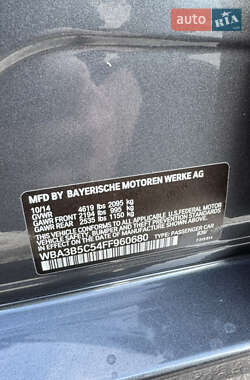 AUTO
RIA
.com
MFD BY BAYERISCHE MOTOREN WERKE AG
10/14
GVWR 4619 lbs 2095 kg
GAWR FRONT 2194 lbs 995 kg
GAWR REAR 2535 lbs 1150 kg
THIS VEHICLE CONFORMS TO ALL APPLICABLE U.S. FEDERAL MOTOR
VEHICLE SAFETY, BUMPER, AND THEFT PREVENTION STANDARDS
IN EFFECT ON THE DATE OF MANUFACTURE SHOWN ABOVE.
WBA3B5C54FF960680 TYPE: PASSENGER CAR